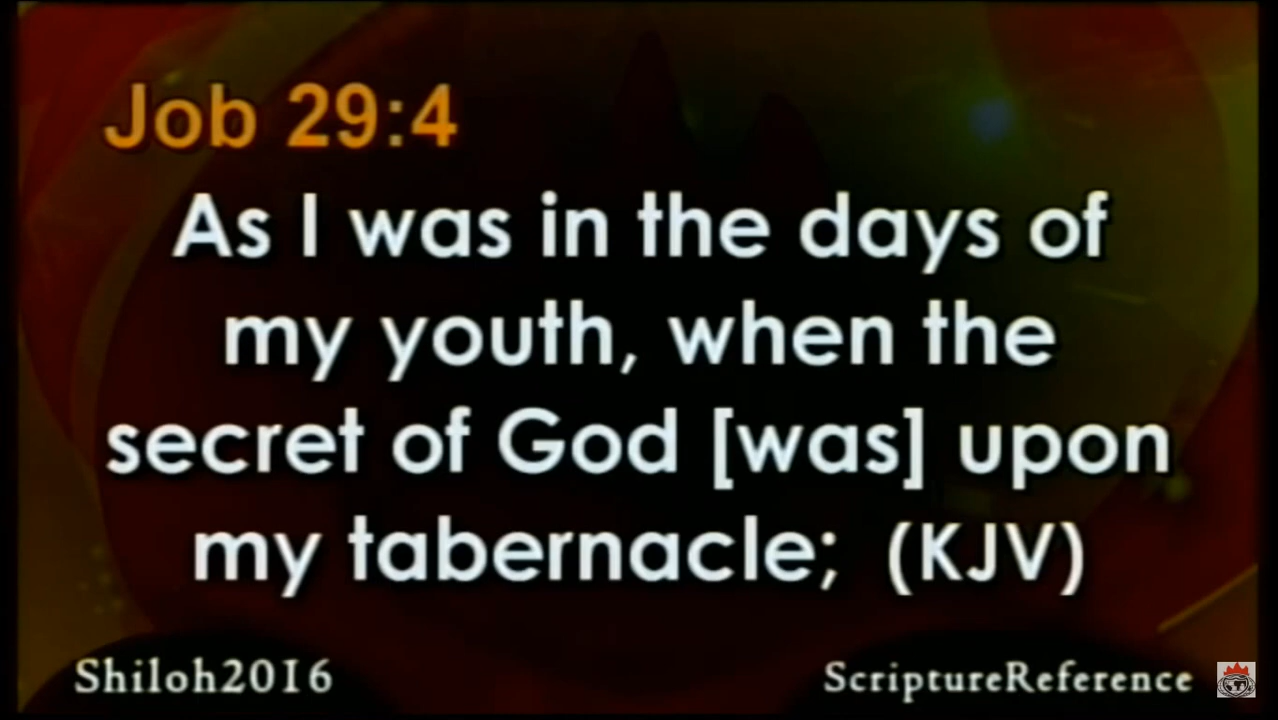 Job 29:4
As I was in the days of
my youth, when the
secret of God [was] upon
my tabernacle; (KJV)
Shiloh2016
ScriptureReference